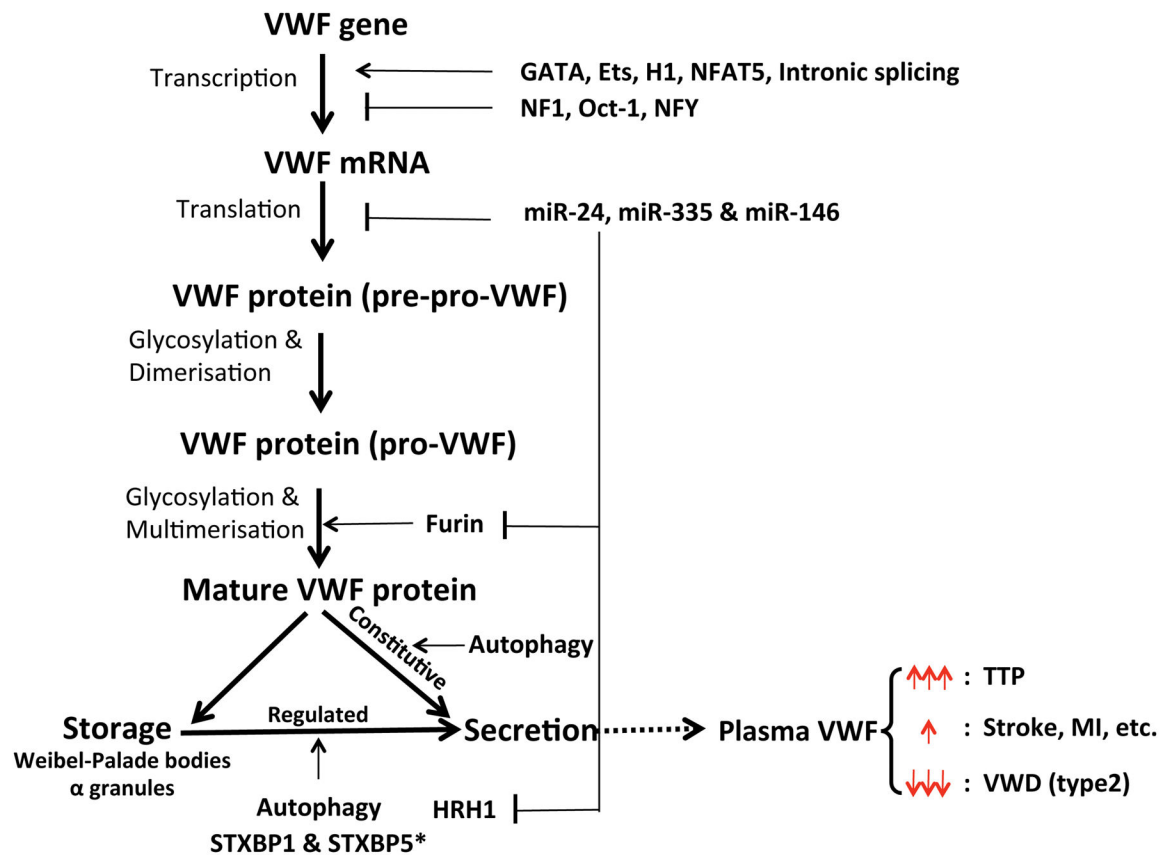 VWF gene
Transcription
GATA, Ets, H1, NFAT5, Intronic splicing
NF1, Oct-1, NFY
VWF mRNA
Translation
miR-24, miR-335 & miR-146
VWF protein (pre-pro-VWF)
Glycosylation &
Dimerisation
VWF protein (pro-VWF)
Glycosylation &
Multimerisation
Furin
Mature VWF protein
Constitutive
Autophagy
Storage
Weibel-Palade bodies
α granules
Regulated
Secretion
Autophagy
STXBP1 & STXBP5*
HRH1
Plasma VWF
: TTP
: Stroke, MI, etc.
: VWD (type2)